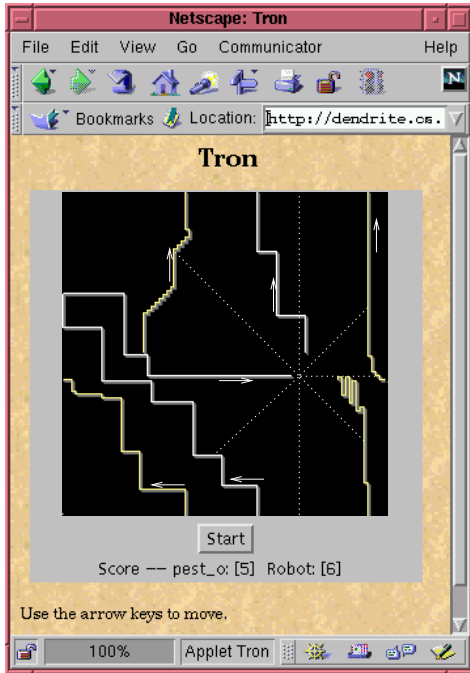 Netscape: Tron
File Edit View Go Communicator Help
N
Bookmarks Location: http://dendrite.cs.
Tron
Start
Score -- pest_o: [5] Robot: [6]
Use the arrow keys to move.
100% Applet Tron